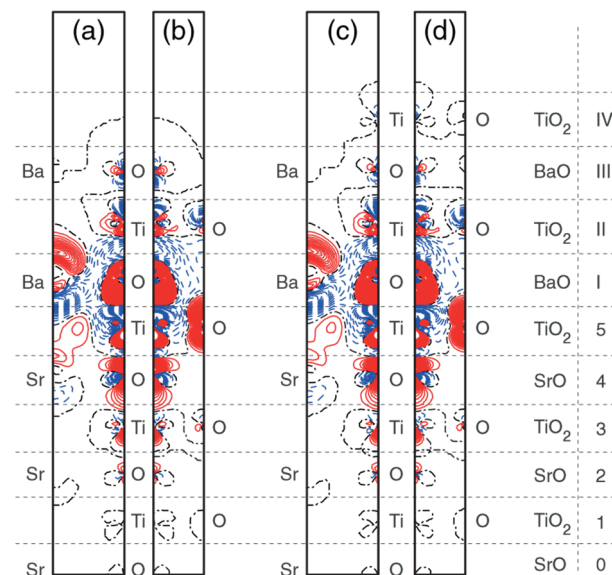 (a) (b) (c) (d)
Ti O TiO2 IV
Ba O Ba O BaO III
Ti O Ti O TiO2 II
Ba O Ba O BaO I
Ti O Ti O TiO2 5
Sr O Sr O SrO 4
Ti O Ti O TiO2 3
Sr O Sr O SrO 2
Ti O Ti O TiO2 1
Sr O Sr O SrO 0